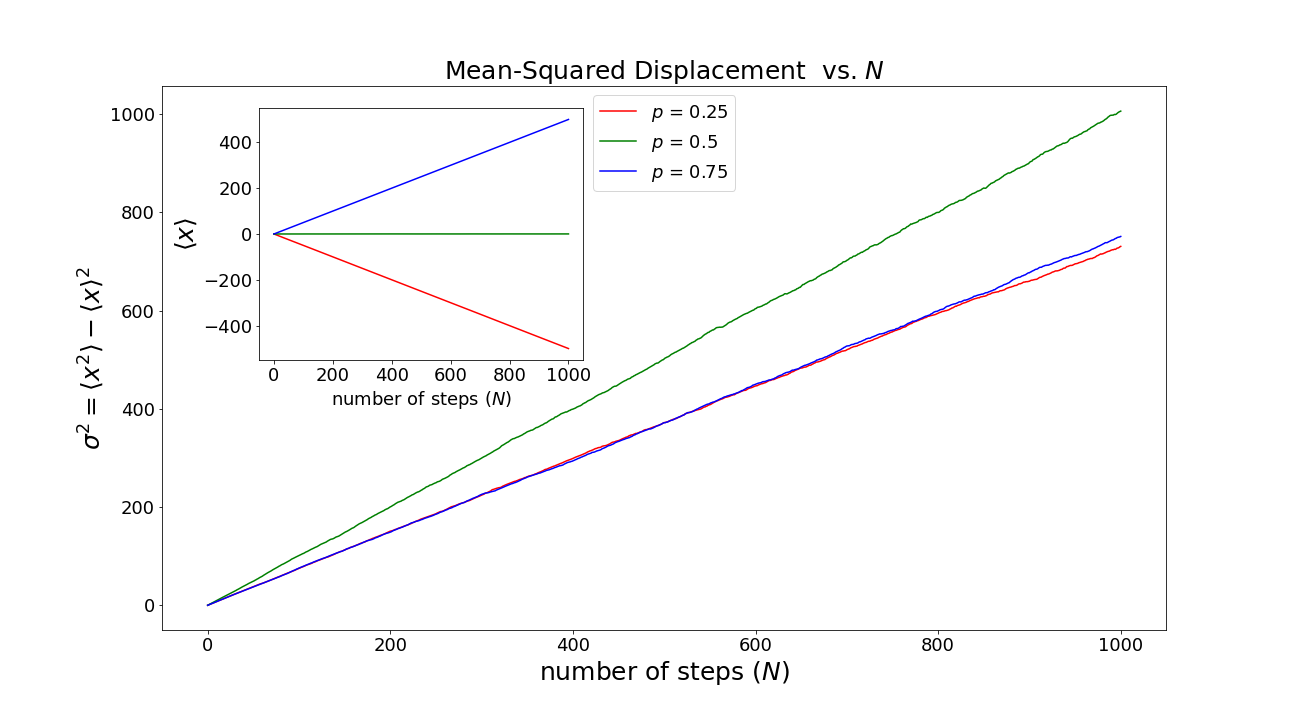 Mean-Squared Displacement  vs. N
p = 0.25
p = 0.5
p = 0.75
400
200
0
−200
−400
⟨x⟩
0 200 400 600 800 1000
number of steps (N)
1000
800
600
400
200
0
σ² = ⟨x²⟩ − ⟨x⟩²
0 200 400 600 800 1000
number of steps (N)